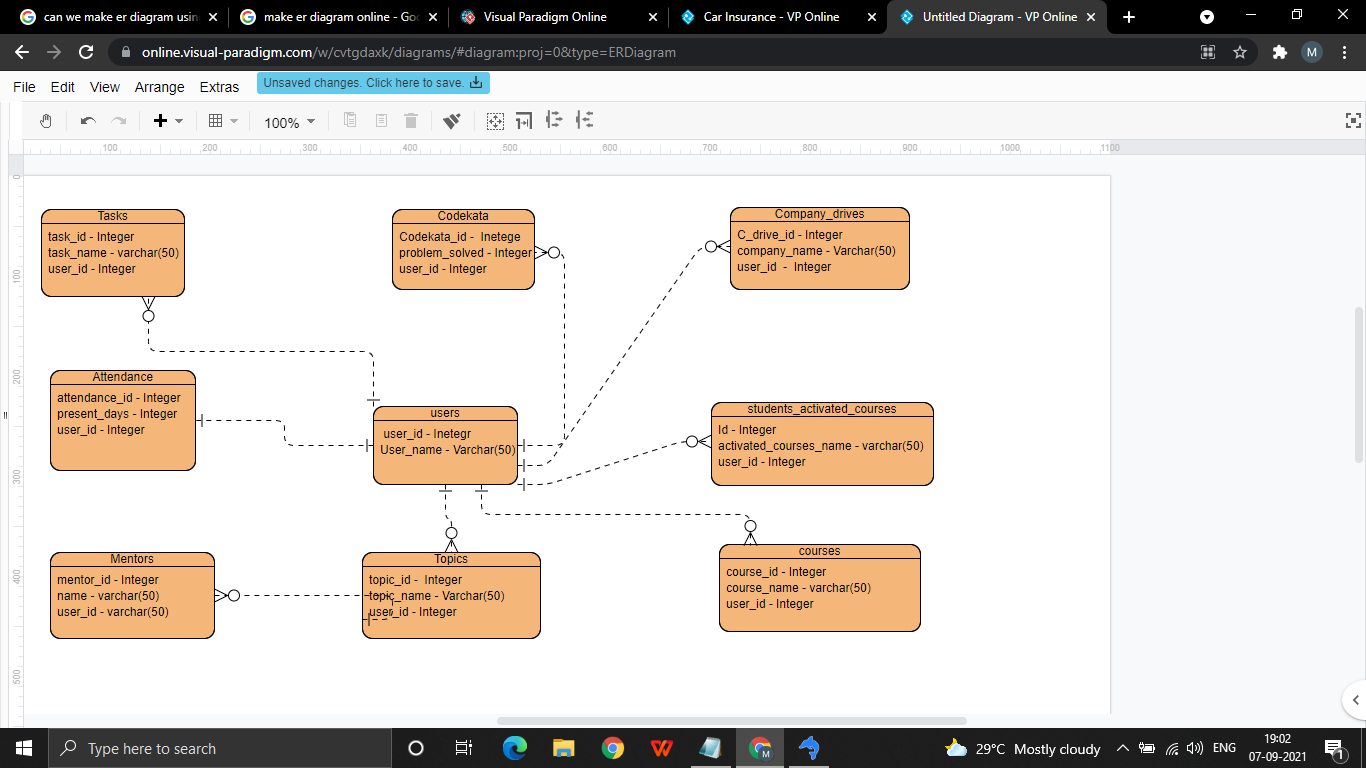 can we make er diagram usin
make er diagram online - Goo
Visual Paradigm Online
Car Insurance - VP Online
Untitled Diagram - VP Online
online.visual-paradigm.com/w/cvtgdaxk/diagrams/#diagram:proj=0&type=ERDiagram
M
File Edit View Arrange Extras Unsaved changes. Click here to save.
100%
100 200 300 400 500 600 700 800 900 1000 1100
0
100
200
300
400
500
Tasks
task_id - Integer
task_name - varchar(50)
user_id - Integer
Codekata
Codekata_id -  Inetege
problem_solved - Integer
user_id - Integer
Company_drives
C_drive_id - Integer
company_name - Varchar(50)
user_id  -  Integer
Attendance
attendance_id - Integer
present_days - Integer
user_id - Integer
users
user_id - Inetegr
User_name - Varchar(50)
students_activated_courses
Id - Integer
activated_courses_name - varchar(50)
user_id - Integer
Mentors
mentor_id - Integer
name - varchar(50)
user_id - varchar(50)
Topics
topic_id -  Integer
topic_name - Varchar(50)
user_id - Integer
courses
course_id - Integer
course_name - varchar(50)
user_id - Integer
Type here to search
W
M
29°C Mostly cloudy
ENG
19:02
07-09-2021
1